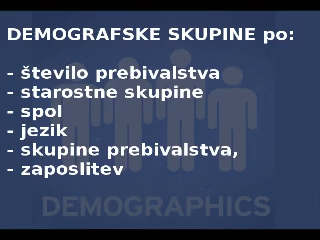 DEMOGRAFSKE SKUPINE po:
- število prebivalstva
- starostne skupine
- spol
- jezik
- skupine prebivalstva,
- zaposlitev
DEMOGRAPHICS